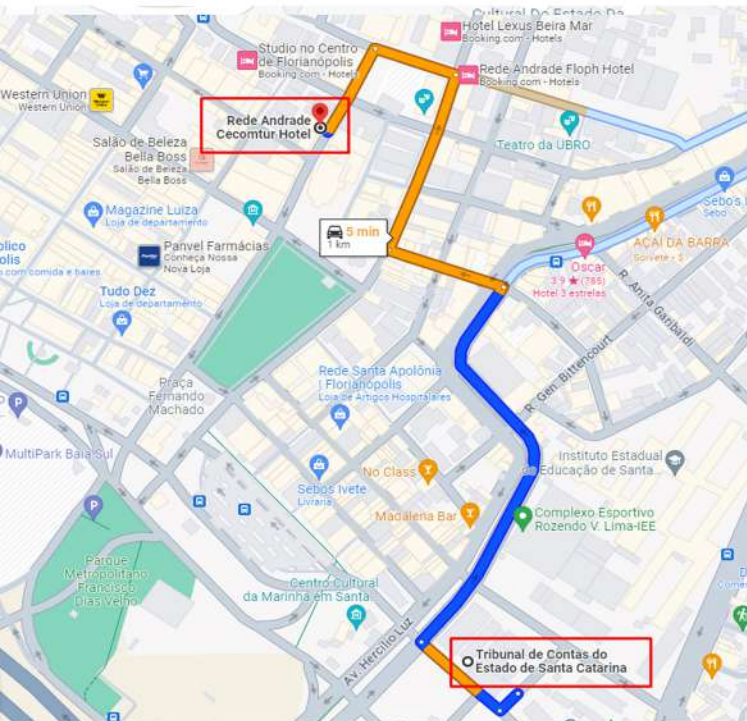 Cultural Do Estado Da
Hotel Lexus Beira Mar
Booking.com - Hotels
Studio no Centro
de Florianópolis
Booking.com - Hotels
Rede Andrade Floph Hotel
Booking.com - Hotels
Western Union
Western Union
Rede Andrade
Cecomtur Hotel
Teatro da UBRO
Salão de Beleza
Bella Boss
Salão de Beleza
Bella Boss
Sebo's
Sebo
Magazine Luiza
Loja de departamento
5 min
1 km
AÇAÍ DA BARRA
Sorvete • $
Panvel Farmácias
Conheça Nossa
Nova Loja
Oscar
3.9 ★ (785)
Hotel 3 estrelas
com comida e bares
Tudo Dez
Loja de departamento
R. Anita Garibaldi
Praça
Fernando
Machado
Rede Santa Apolônia
| Florianópolis
Loja de Artigos Hospitalares
R. Gen. Bittencourt
P
MultiPark Baía Sul
No Class
Instituto Estadual
de Educação de Santa...
Sebos Ivete
Livraria
P
Madalena Bar
Complexo Esportivo
Rozendo V. Lima-IEE
Parque
Metropolitano
Francisco
Dias Velho
Centro Cultural
da Marinha em Santa
Av. Hercílio Luz
Tribunal de Contas do
Estado de Santa Catarina